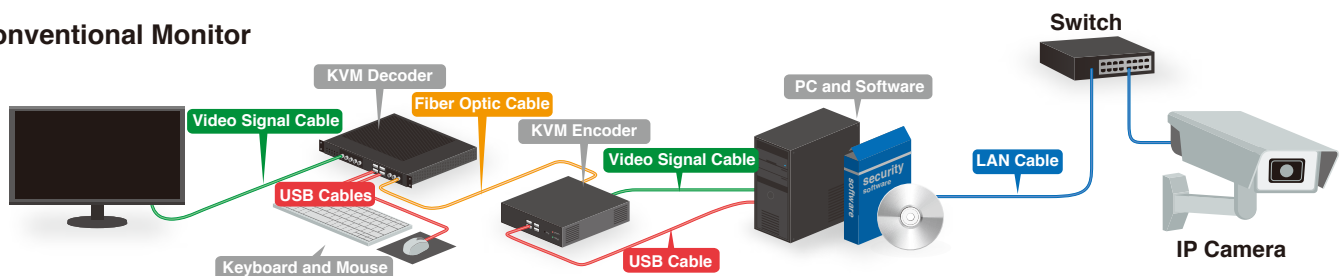 Switch
onventional Monitor
KVM Decoder
PC and Software
Fiber Optic Cable
Video Signal Cable
KVM Encoder
Video Signal Cable
LAN Cable
security
software
software
USB Cables
IP Camera
USB Cable
Keyboard and Mouse